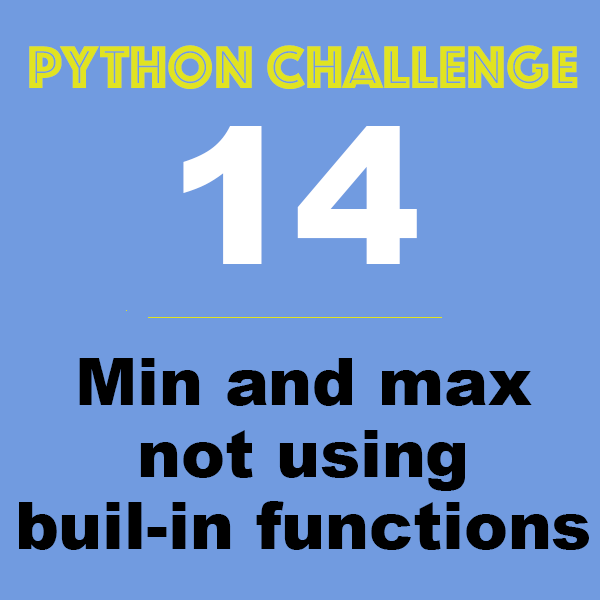 PYTHON CHALLENGE
14
Min and max
not using
buil-in functions